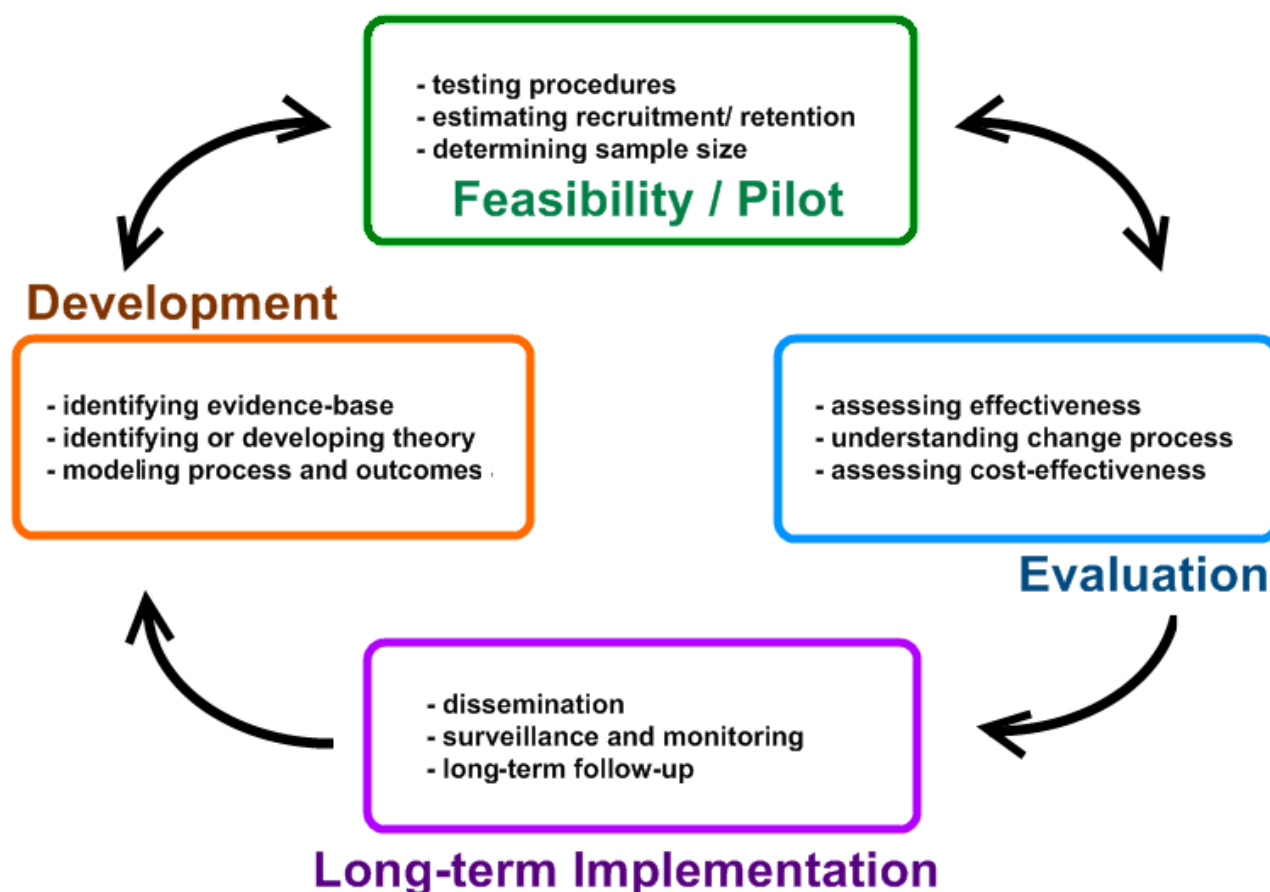 - testing procedures
- estimating recruitment/ retention
- determining sample size
Feasibility / Pilot
Development
- identifying evidence-base
- identifying or developing theory
- modeling process and outcomes
- assessing effectiveness
- understanding change process
- assessing cost-effectiveness
Evaluation
- dissemination
- surveillance and monitoring
- long-term follow-up
Long-term Implementation